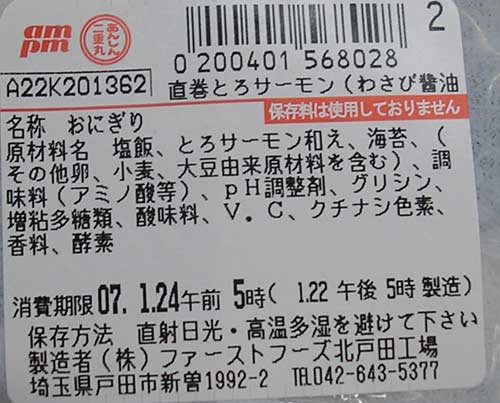 am
pm
あんしん
二重丸
2
0 200401 568028
A22K201362
直巻とろサーモン(わさび醤油
保存料は使用しておりません
名称 おにぎり
原材料名 塩飯、とろサーモン和え、海苔、(
その他卵、小麦、大豆由来原材料を含む)、調
味料(アミノ酸等)、pH調整剤、グリシン、
増粘多糖類、酸味料、V.C、クチナシ色素、
香料、酵素
消費期限07. 1.24午前 5時( 1.22 午後 5時 製造)
保存方法 直射日光・高温多湿を避けて下さい
製造者(株)ファーストフーズ北戸田工場
埼玉県戸田市新曽1992-2 TEL042-643-5377